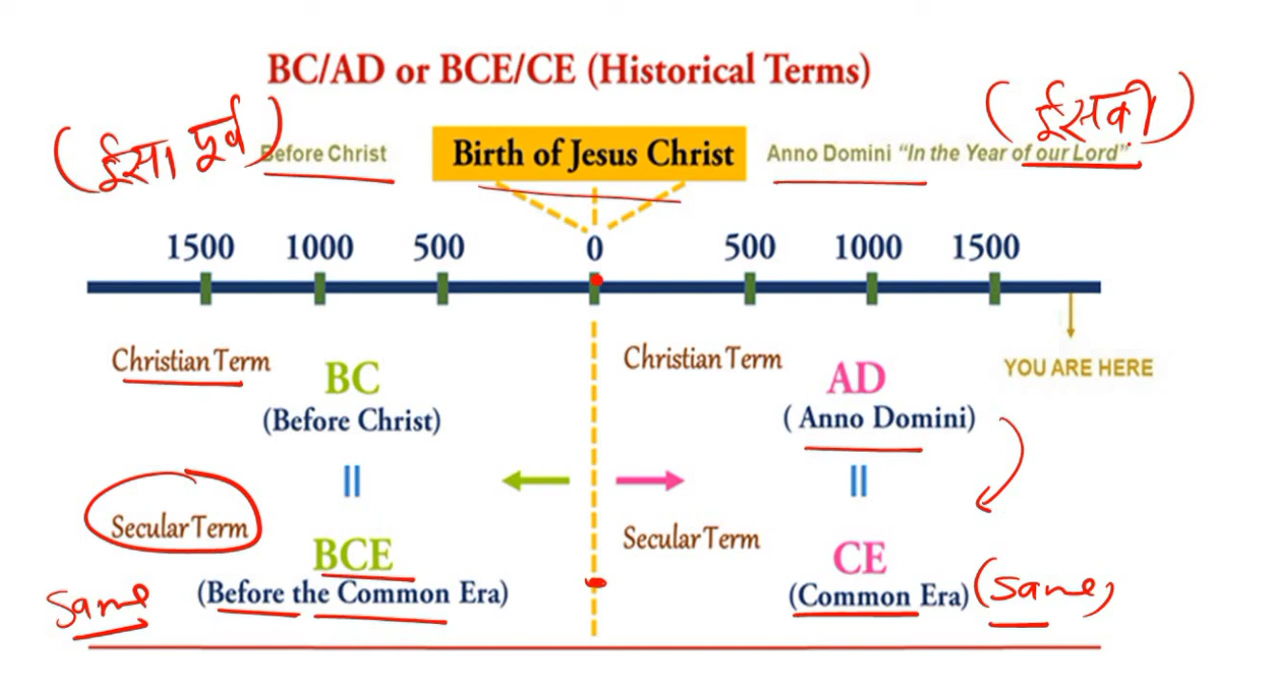 BC/AD or BCE/CE (Historical Terms)
(ईसा पूर्व)
(ईसवी)
Before Christ
Birth of Jesus Christ
Anno Domini “In the Year of our Lord”
1500 1000 500 0 500 1000 1500
Christian Term
Christian Term
YOU ARE HERE
BC
AD
(Before Christ)
( Anno Domini)
||
||
Secular Term
Secular Term
BCE
CE
Same
(Before the Common Era)
(Common Era)
(Same)